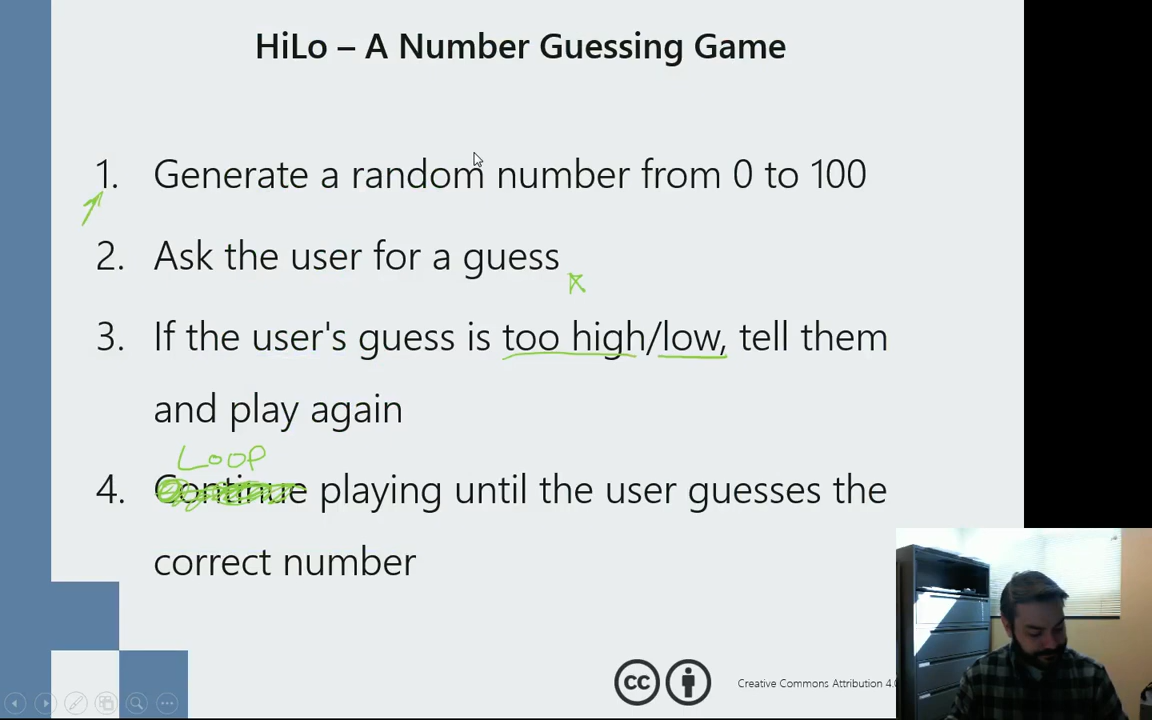 HiLo – A Number Guessing Game
1. Generate a random number from 0 to 100
2. Ask the user for a guess
3. If the user's guess is too high/low, tell them
and play again
LOOP
4. Continue playing until the user guesses the
correct number
cc
Creative Commons Attribution 4.